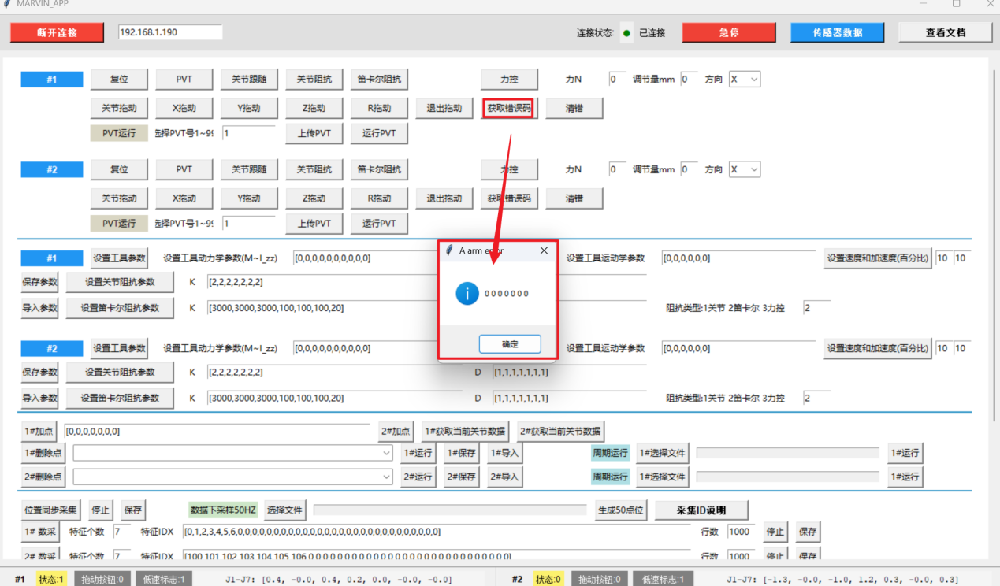 MARVIN_APP
断开连接 192.168.1.190 连接状态: 已连接 急停 传感器数据 查看文档
#1 复位 PVT 关节跟随 关节阻抗 笛卡尔阻抗 力控 力N 0 调节量mm 0 方向 X
关节拖动 X拖动 Y拖动 Z拖动 R拖动 退出拖动 获取错误码 清错
PVT运行 选择PVT号1~99 1 上传PVT 运行PVT
#2 复位 PVT 关节跟随 关节阻抗 笛卡尔阻抗 力控 力N 0 调节量mm 0 方向 X
关节拖动 X拖动 Y拖动 Z拖动 R拖动 退出拖动 获取错误码 清错
PVT运行 选择PVT号1~99 1 上传PVT 运行PVT
A arm error
0 0 0 0 0 0 0
确定
#1 设置工具参数 设置工具动力学参数(M~I_zz) [0,0,0,0,0,0,0,0,0,0] 设置工具运动学参数 [0,0,0,0,0,0] 设置速度和加速度(百分比) 10 10
保存参数 设置关节阻抗参数 K [2,2,2,2,2,2,2]
导入参数 设置笛卡尔阻抗参数 K [3000,3000,3000,100,100,100,20] 阻抗类型:1关节 2笛卡尔 3力控 2
#2 设置工具参数 设置工具动力学参数(M~I_zz) [0,0,0,0,0,0,0,0,0,0] 设置工具运动学参数 [0,0,0,0,0,0] 设置速度和加速度(百分比) 10 10
保存参数 设置关节阻抗参数 K [2,2,2,2,2,2,2] D [1,1,1,1,1,1,1]
导入参数 设置笛卡尔阻抗参数 K [3000,3000,3000,100,100,100,20] D [1,1,1,1,1,1,1] 阻抗类型:1关节 2笛卡尔 3力控 2
1#加点 [0,0,0,0,0,0,0] 2#加点 1#获取当前关节数据 2#获取当前关节数据
1#删除点 1#运行 1#保存 1#导入 周期运行 1#选择文件 1#运行
2#删除点 2#运行 2#保存 2#导入 周期运行 1#选择文件 1#运行
位置同步采集 停止 保存 数据下采样50HZ 选择文件 生成50点位 采集ID说明
1# 数采 特征个数 7 特征IDX [0,1,2,3,4,5,6,0,0,0,0,0,0,0,0,0,0,0,0,0,0,0,0,0,0,0,0,0,0,0,0,0,0,0,0] 行数 1000 停止 保存
2# 数采 特征个数 7 特征IDX 行数 1000 停止 保存
#1 状态:1 拖动按钮:0 低速标志:1 J1-J7: [0.4, -0.0, 0.4, 0.2, 0.0, -0.0, -0.0] #2 状态:0 拖动按钮:0 低速标志:1 J1-J7: [-1.3, -0.0, -1.0, 1.2, 0.3, -0.0, 0.3]